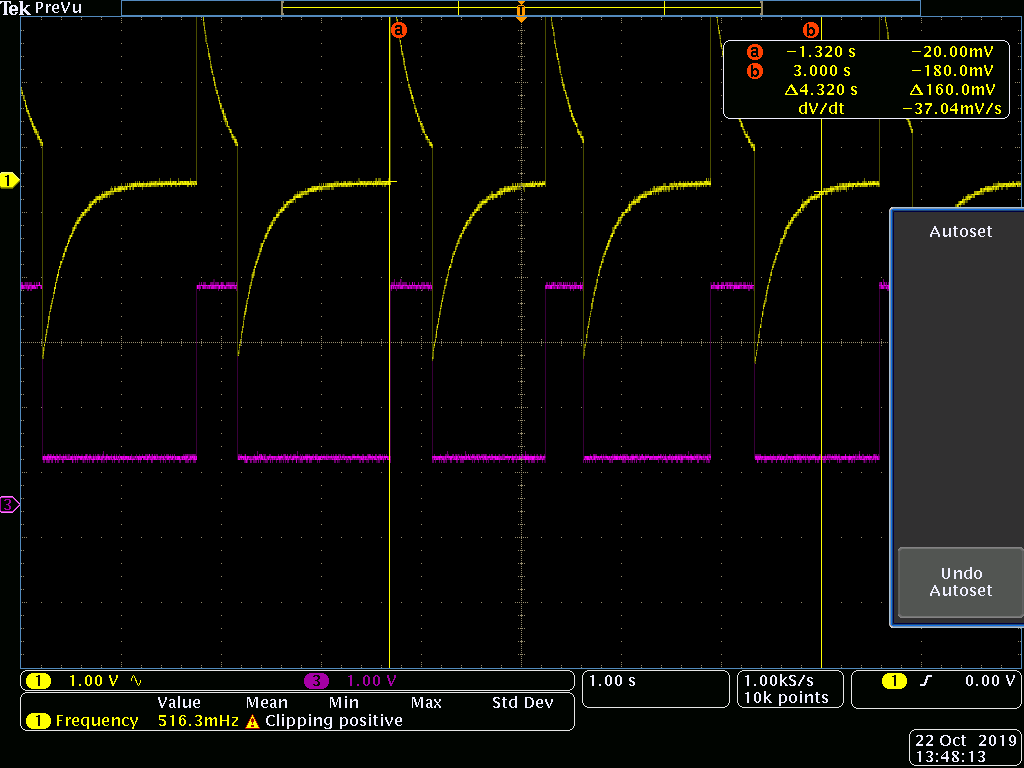 Tek PreVu
T
a
b
a −1.320 s −20.00mV
b 3.000 s −180.0mV
Δ4.320 s Δ160.0mV
dV/dt −37.04mV/s
1
Autoset
3
Undo
Autoset
1 1.00 V ∿ 3 1.00 V
1.00 s
1.00kS/s
10k points
1 0.00 V
Value Mean Min Max Std Dev
1 Frequency 516.3mHz Clipping positive
22 Oct 2019
13:48:13